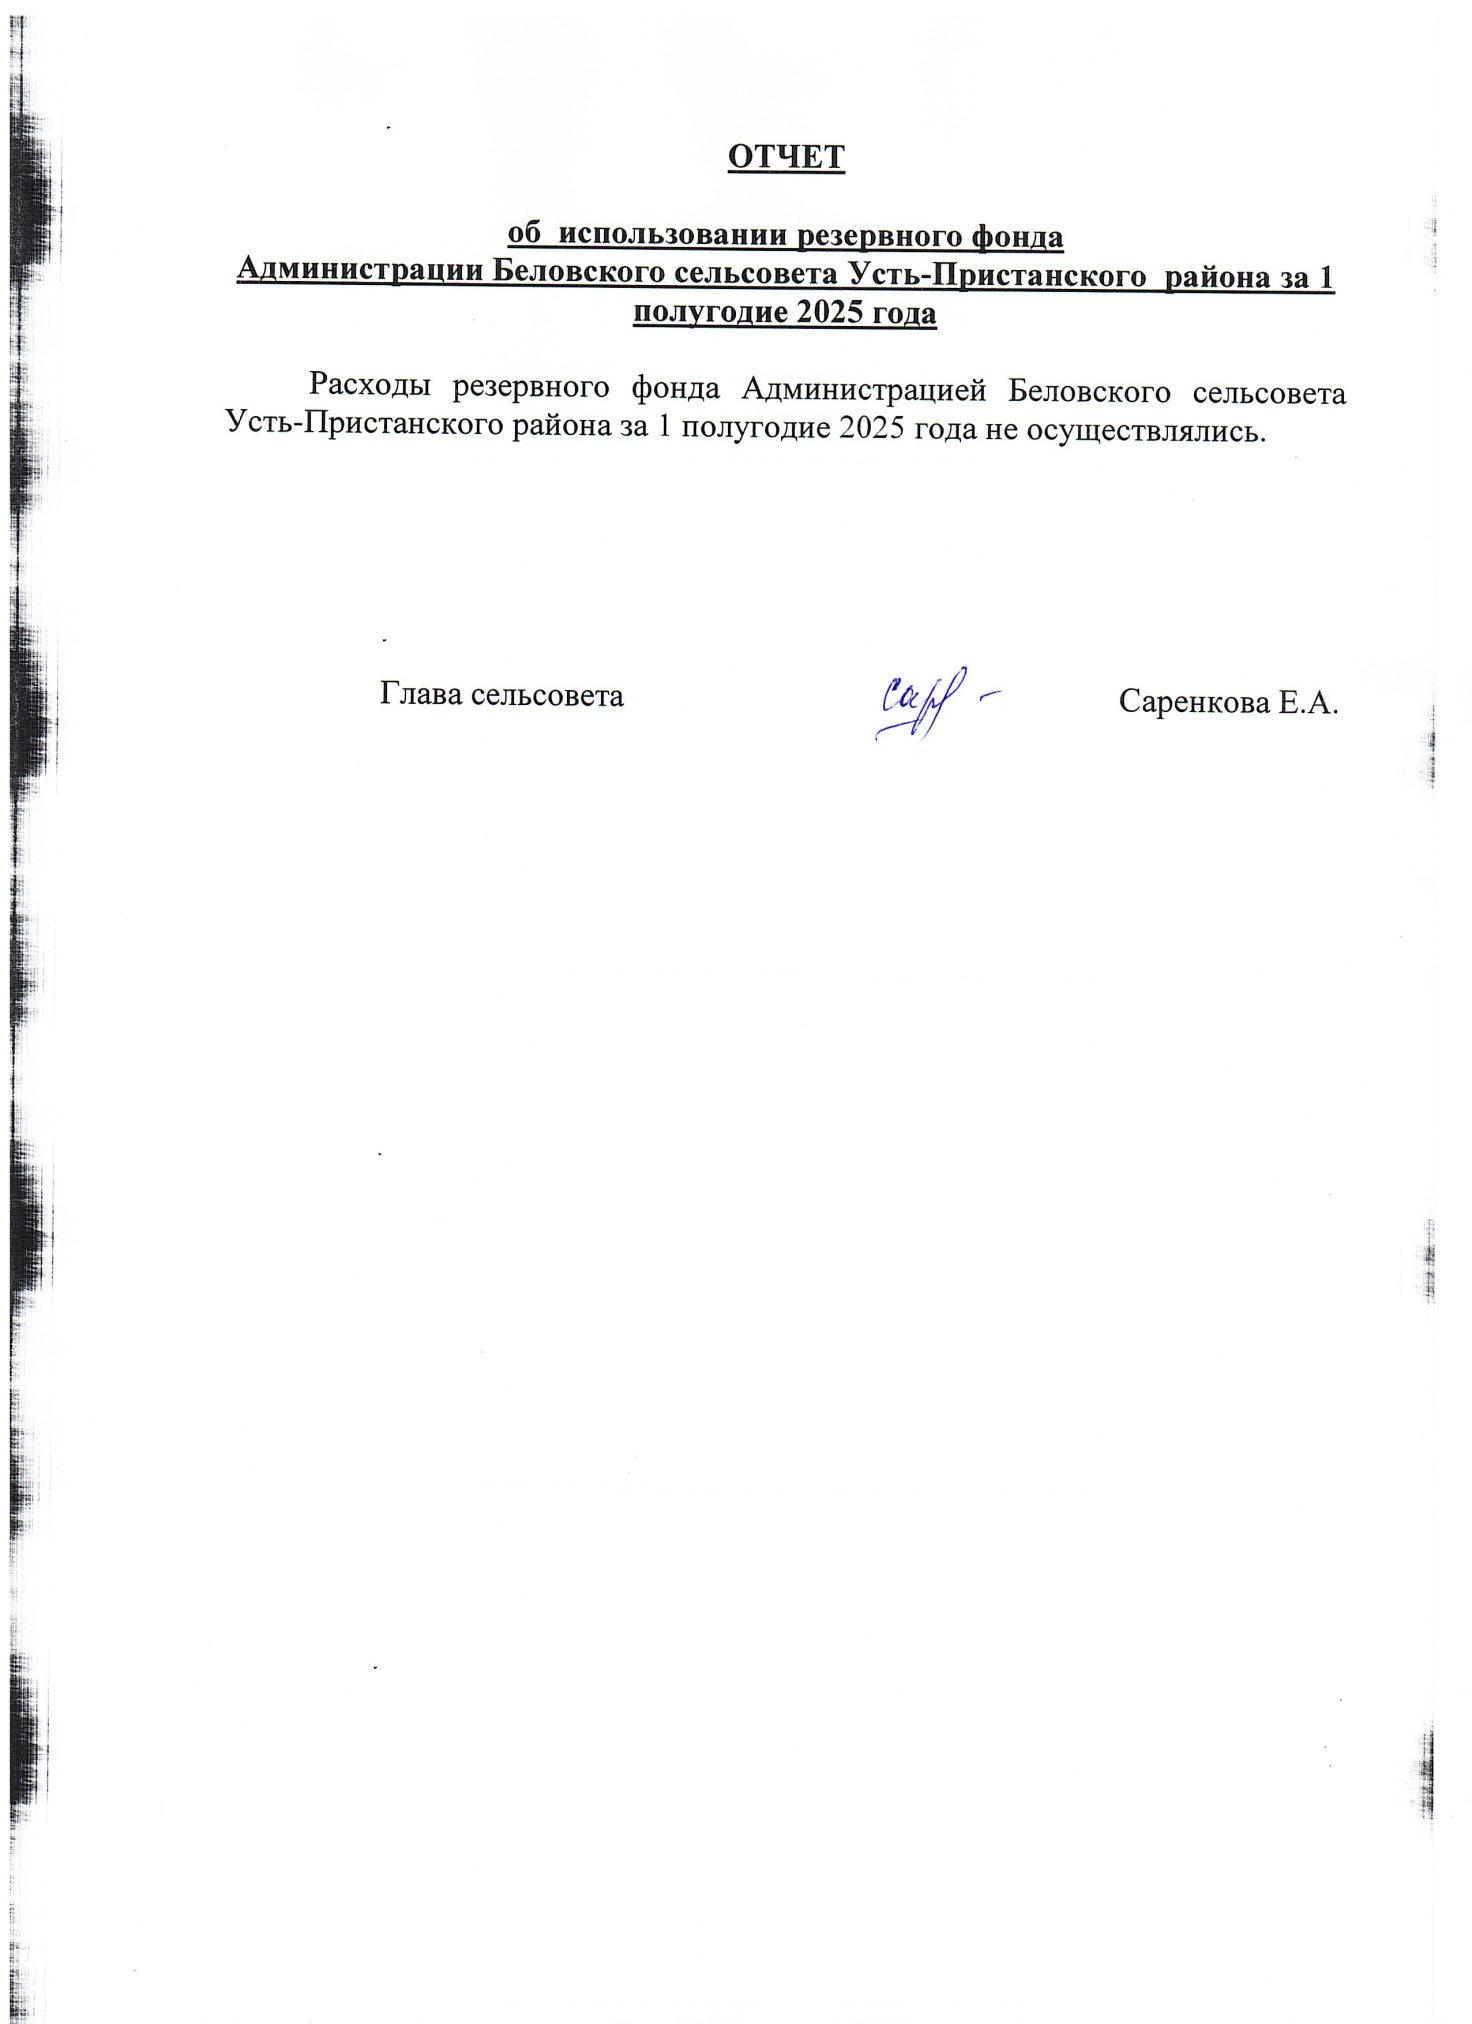 ОТЧЕТ
об использовании резервного фонда
Администрации Беловского сельсовета Усть-Пристанского района за 1
полугодие 2025 года
Расходы резервного фонда Администрацией Беловского сельсовета
Усть-Пристанского района за 1 полугодие 2025 года не осуществлялись.
Глава сельсовета Саренкова Е.А.